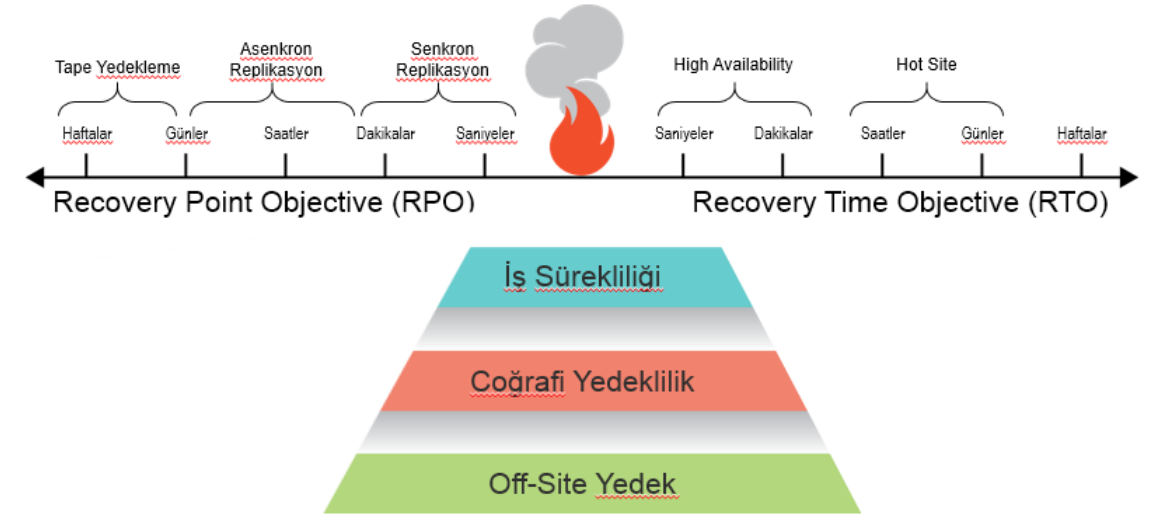 Tape Yedekleme
Asenkron
Replikasyon
Senkron
Replikasyon
High Availability
Hot Site
Haftalar
Günler
Saatler
Dakikalar
Saniyeler
Saniyeler
Dakikalar
Saatler
Günler
Haftalar
Recovery Point Objective (RPO)
Recovery Time Objective (RTO)
İş Sürekliliği
Coğrafi Yedeklilik
Off-Site Yedek